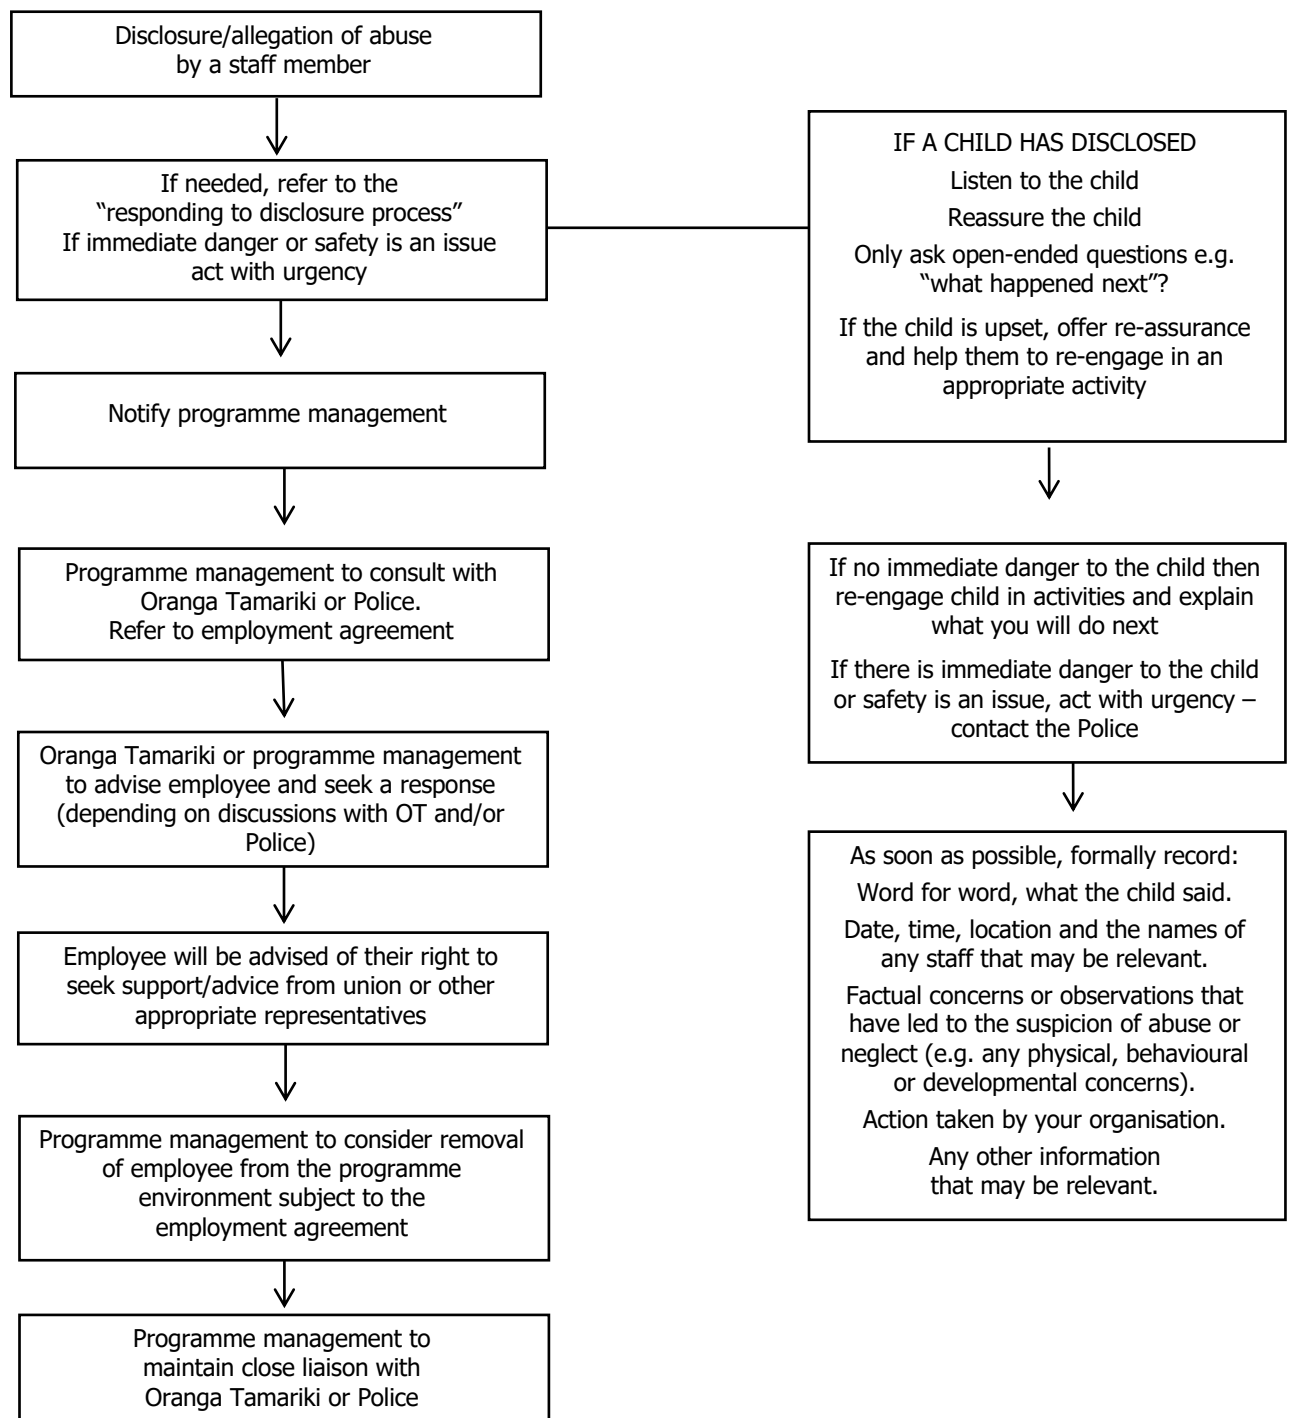 Disclosure/allegation of abuse
by a staff member
If needed, refer to the
“responding to disclosure process”
If immediate danger or safety is an issue
act with urgency
Notify programme management
Programme management to consult with
Oranga Tamariki or Police.
Refer to employment agreement
Oranga Tamariki or programme management
to advise employee and seek a response
(depending on discussions with OT and/or
Police)
Employee will be advised of their right to
seek support/advice from union or other
appropriate representatives
Programme management to consider removal
of employee from the programme
environment subject to the
employment agreement
Programme management to
maintain close liaison with
Oranga Tamariki or Police
IF A CHILD HAS DISCLOSED
Listen to the child
Reassure the child
Only ask open-ended questions e.g.
“what happened next”?
If the child is upset, offer re-assurance
and help them to re-engage in an
appropriate activity
If no immediate danger to the child then
re-engage child in activities and explain
what you will do next
If there is immediate danger to the child
or safety is an issue, act with urgency –
contact the Police
As soon as possible, formally record:
Word for word, what the child said.
Date, time, location and the names of
any staff that may be relevant.
Factual concerns or observations that
have led to the suspicion of abuse or
neglect (e.g. any physical, behavioural
or developmental concerns).
Action taken by your organisation.
Any other information
that may be relevant.